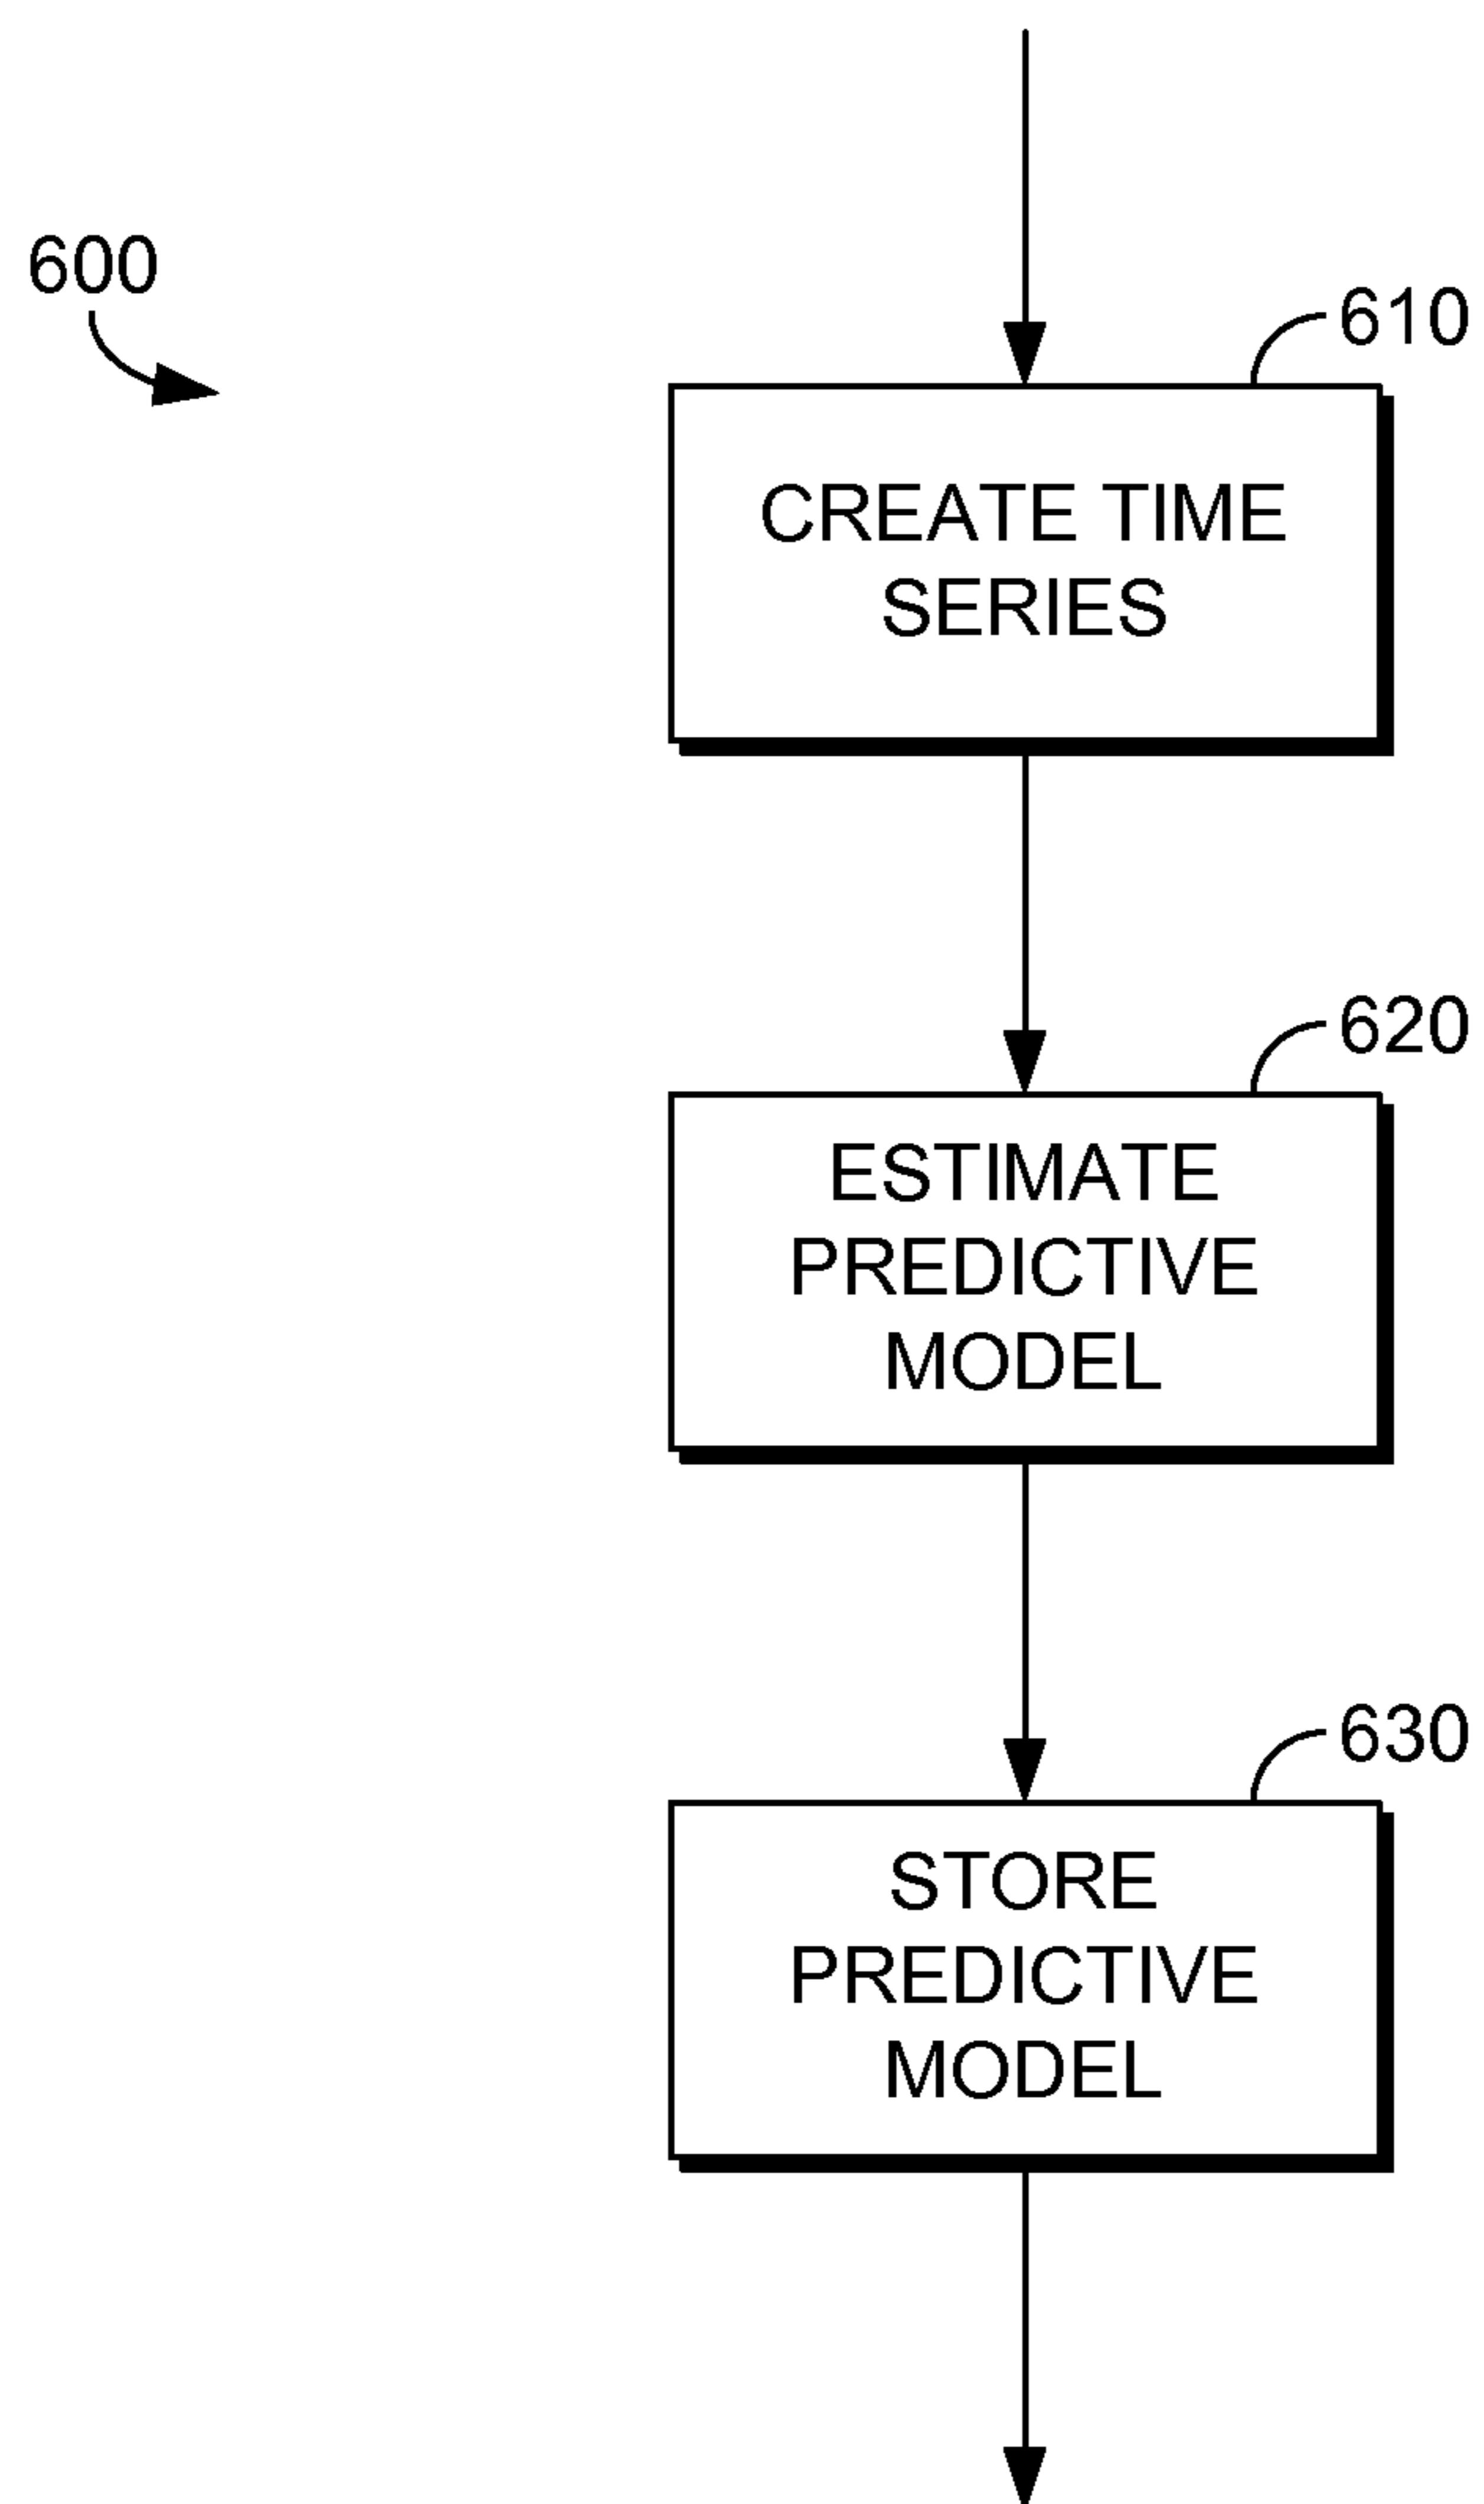 600
610
CREATE TIME
SERIES
620
ESTIMATE
PREDICTIVE
MODEL
630
STORE
PREDICTIVE
MODEL